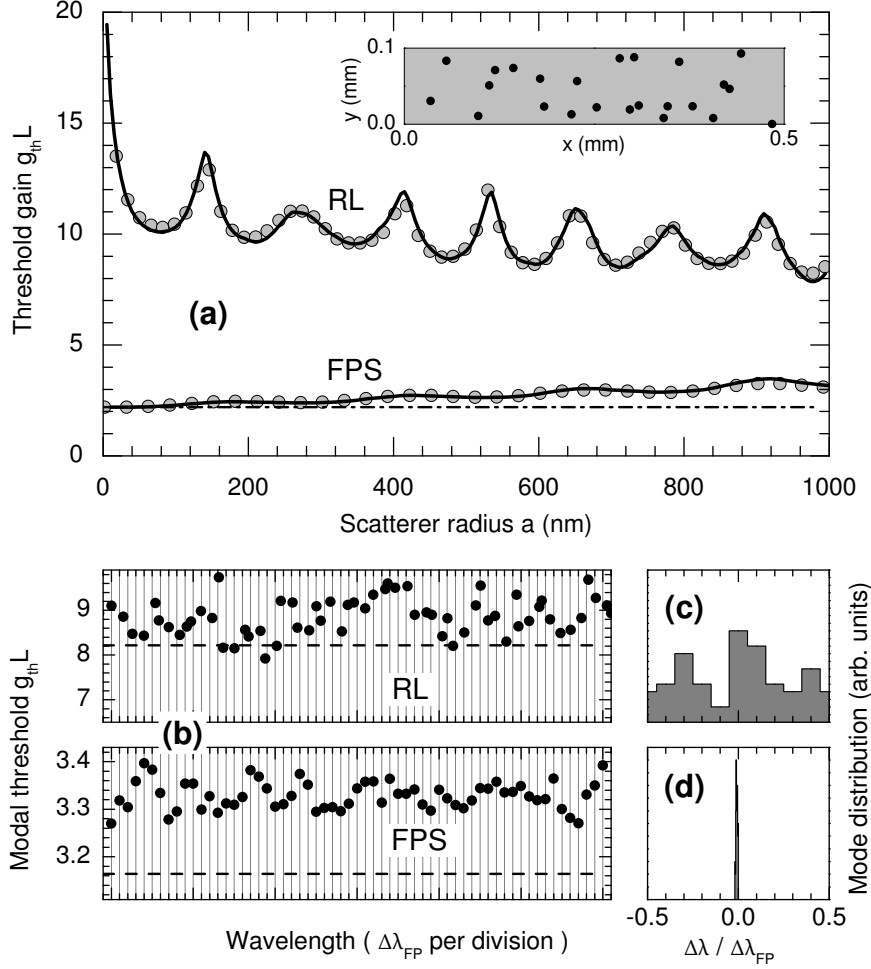 20
15
10
5
0
Threshold gain g_th L
0.1
0.0
y (mm)
0.0
x (mm)
0.5
RL
(a)
FPS
0
200
400
600
800
1000
Scatterer radius a (nm)
9
8
7
RL
(b)
3.4
3.3
3.2
FPS
Modal threshold g_th L
Wavelength ( Δλ_FP per division )
(c)
(d)
-0.5
0.0
0.5
Δλ / Δλ_FP
Mode distribution (arb. units)